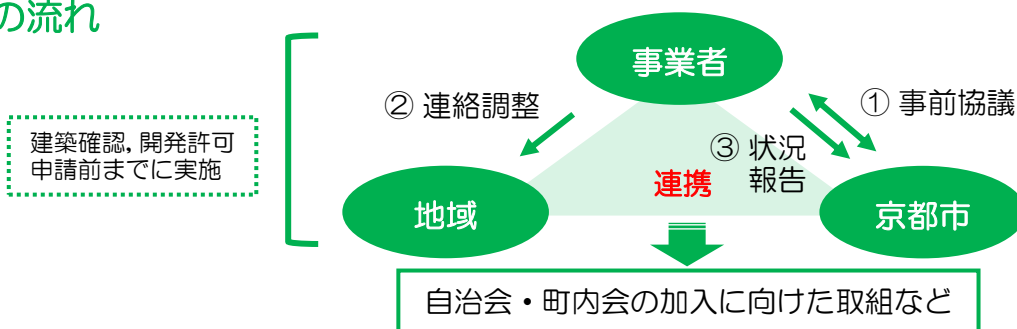 の流れ
事業者
② 連絡調整
① 事前協議
建築確認，開発許可
申請前までに実施
③ 状況
報告
連携
地域
京都市
自治会・町内会の加入に向けた取組など